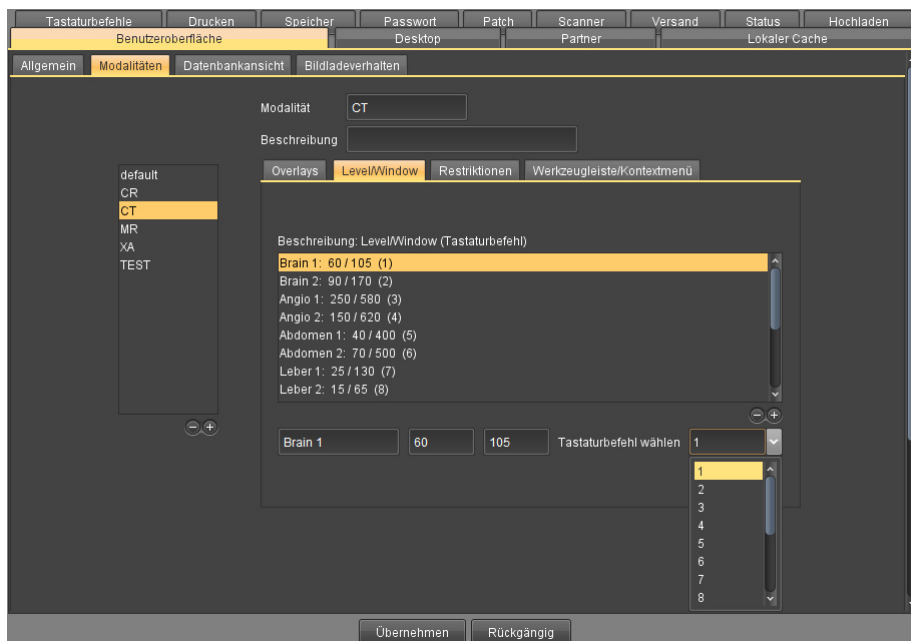 Tastaturbefehle Drucken Speicher Passwort Patch Scanner Versand Status Hochladen
Benutzeroberfläche Desktop Partner Lokaler Cache
Allgemein Modalitäten Datenbankansicht Bildladeverhalten
Modalität CT
Beschreibung
default
CR
CT
MR
XA
TEST
Overlays Level/Window Restriktionen Werkzeugleiste/Kontextmenü
Beschreibung: Level/Window (Tastaturbefehl)
Brain 1: 60 / 105 (1)
Brain 2: 90 / 170 (2)
Angio 1: 250 / 580 (3)
Angio 2: 150 / 620 (4)
Abdomen 1: 40 / 400 (5)
Abdomen 2: 70 / 500 (6)
Leber 1: 25 / 130 (7)
Leber 2: 15 / 65 (8)
Brain 1 60 105 Tastaturbefehl wählen 1
1
2
3
4
5
6
7
8
Übernehmen Rückgängig